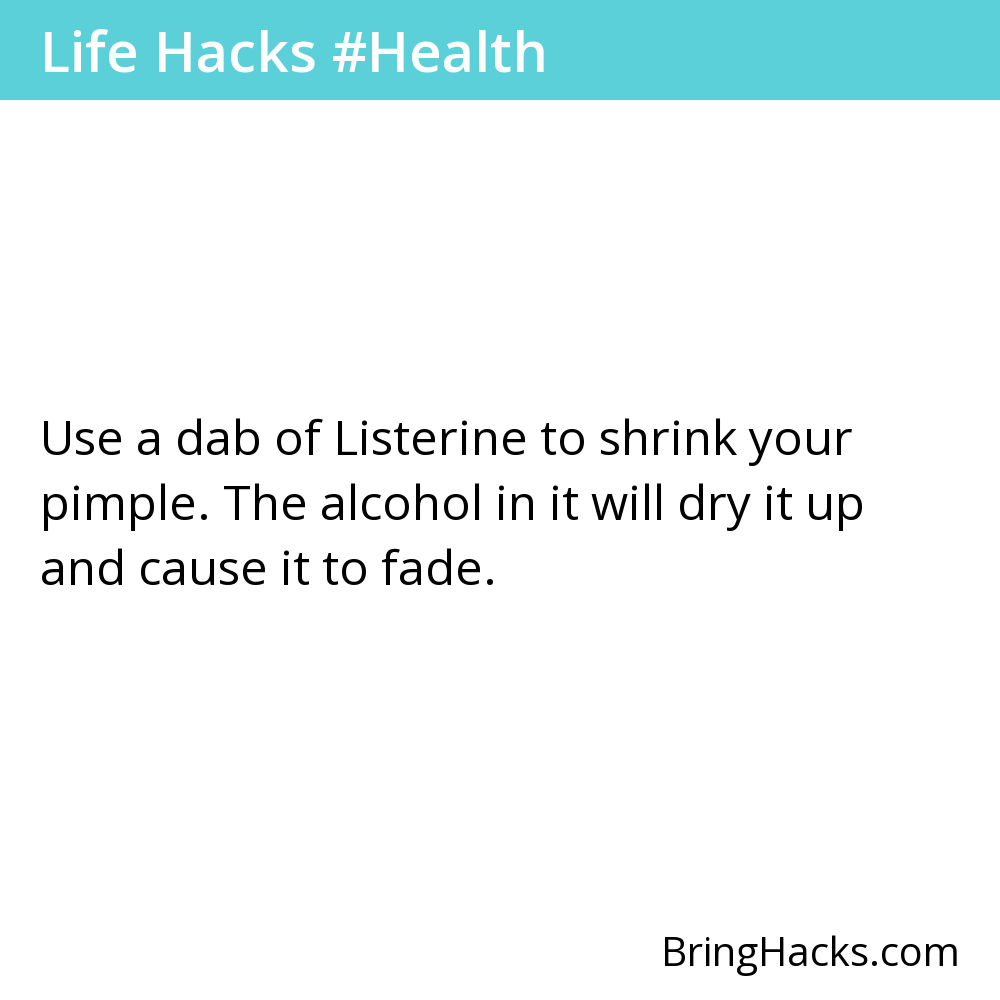 Life Hacks #Health
Use a dab of Listerine to shrink your
pimple. The alcohol in it will dry it up
and cause it to fade.
BringHacks.com